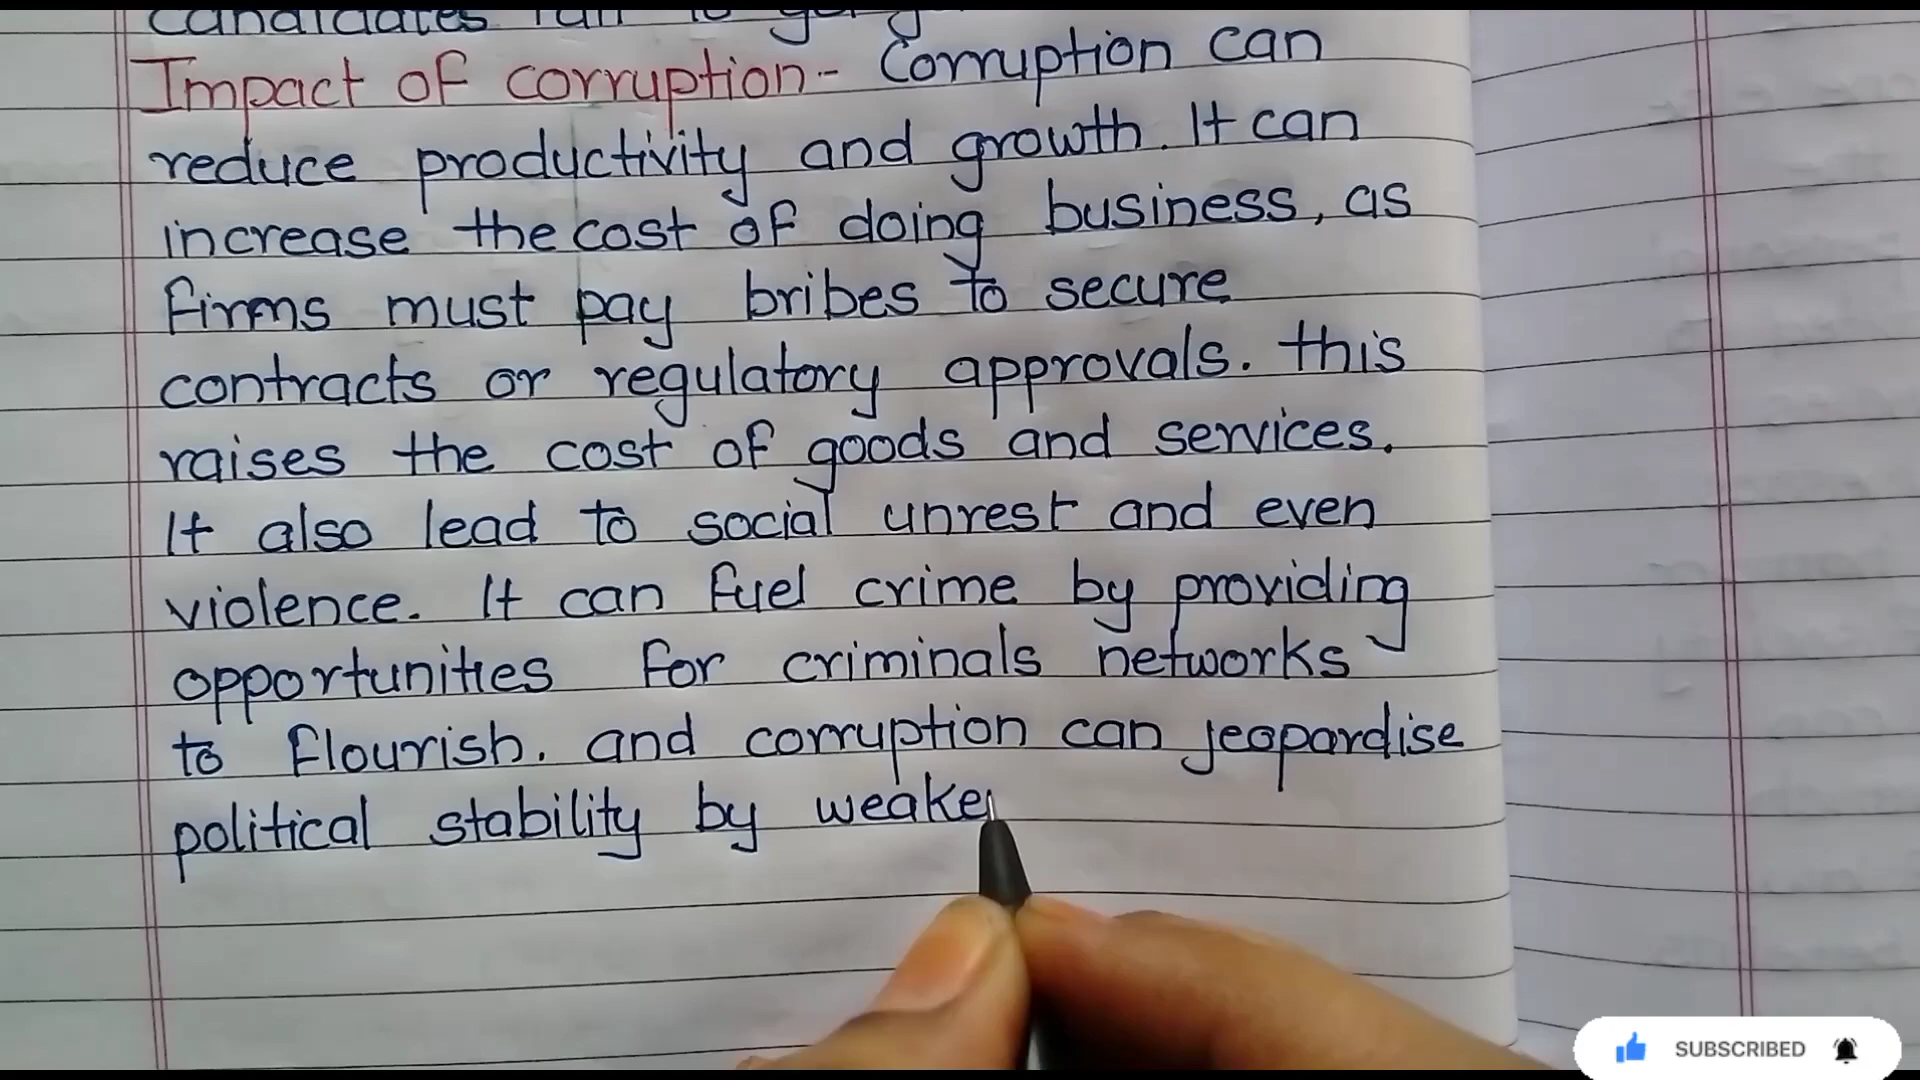 candidates
Impact of corruption- Corruption can
reduce productivity and growth. It can
increase the cost of doing business, as
firms must pay bribes to secure
contracts or regulatory approvals. this
raises the cost of goods and services.
It also lead to social unrest and even
violence. It can fuel crime by providing
opportunities for criminals networks
to flourish. and corruption can jeopardise
political stability by weake
SUBSCRIBED